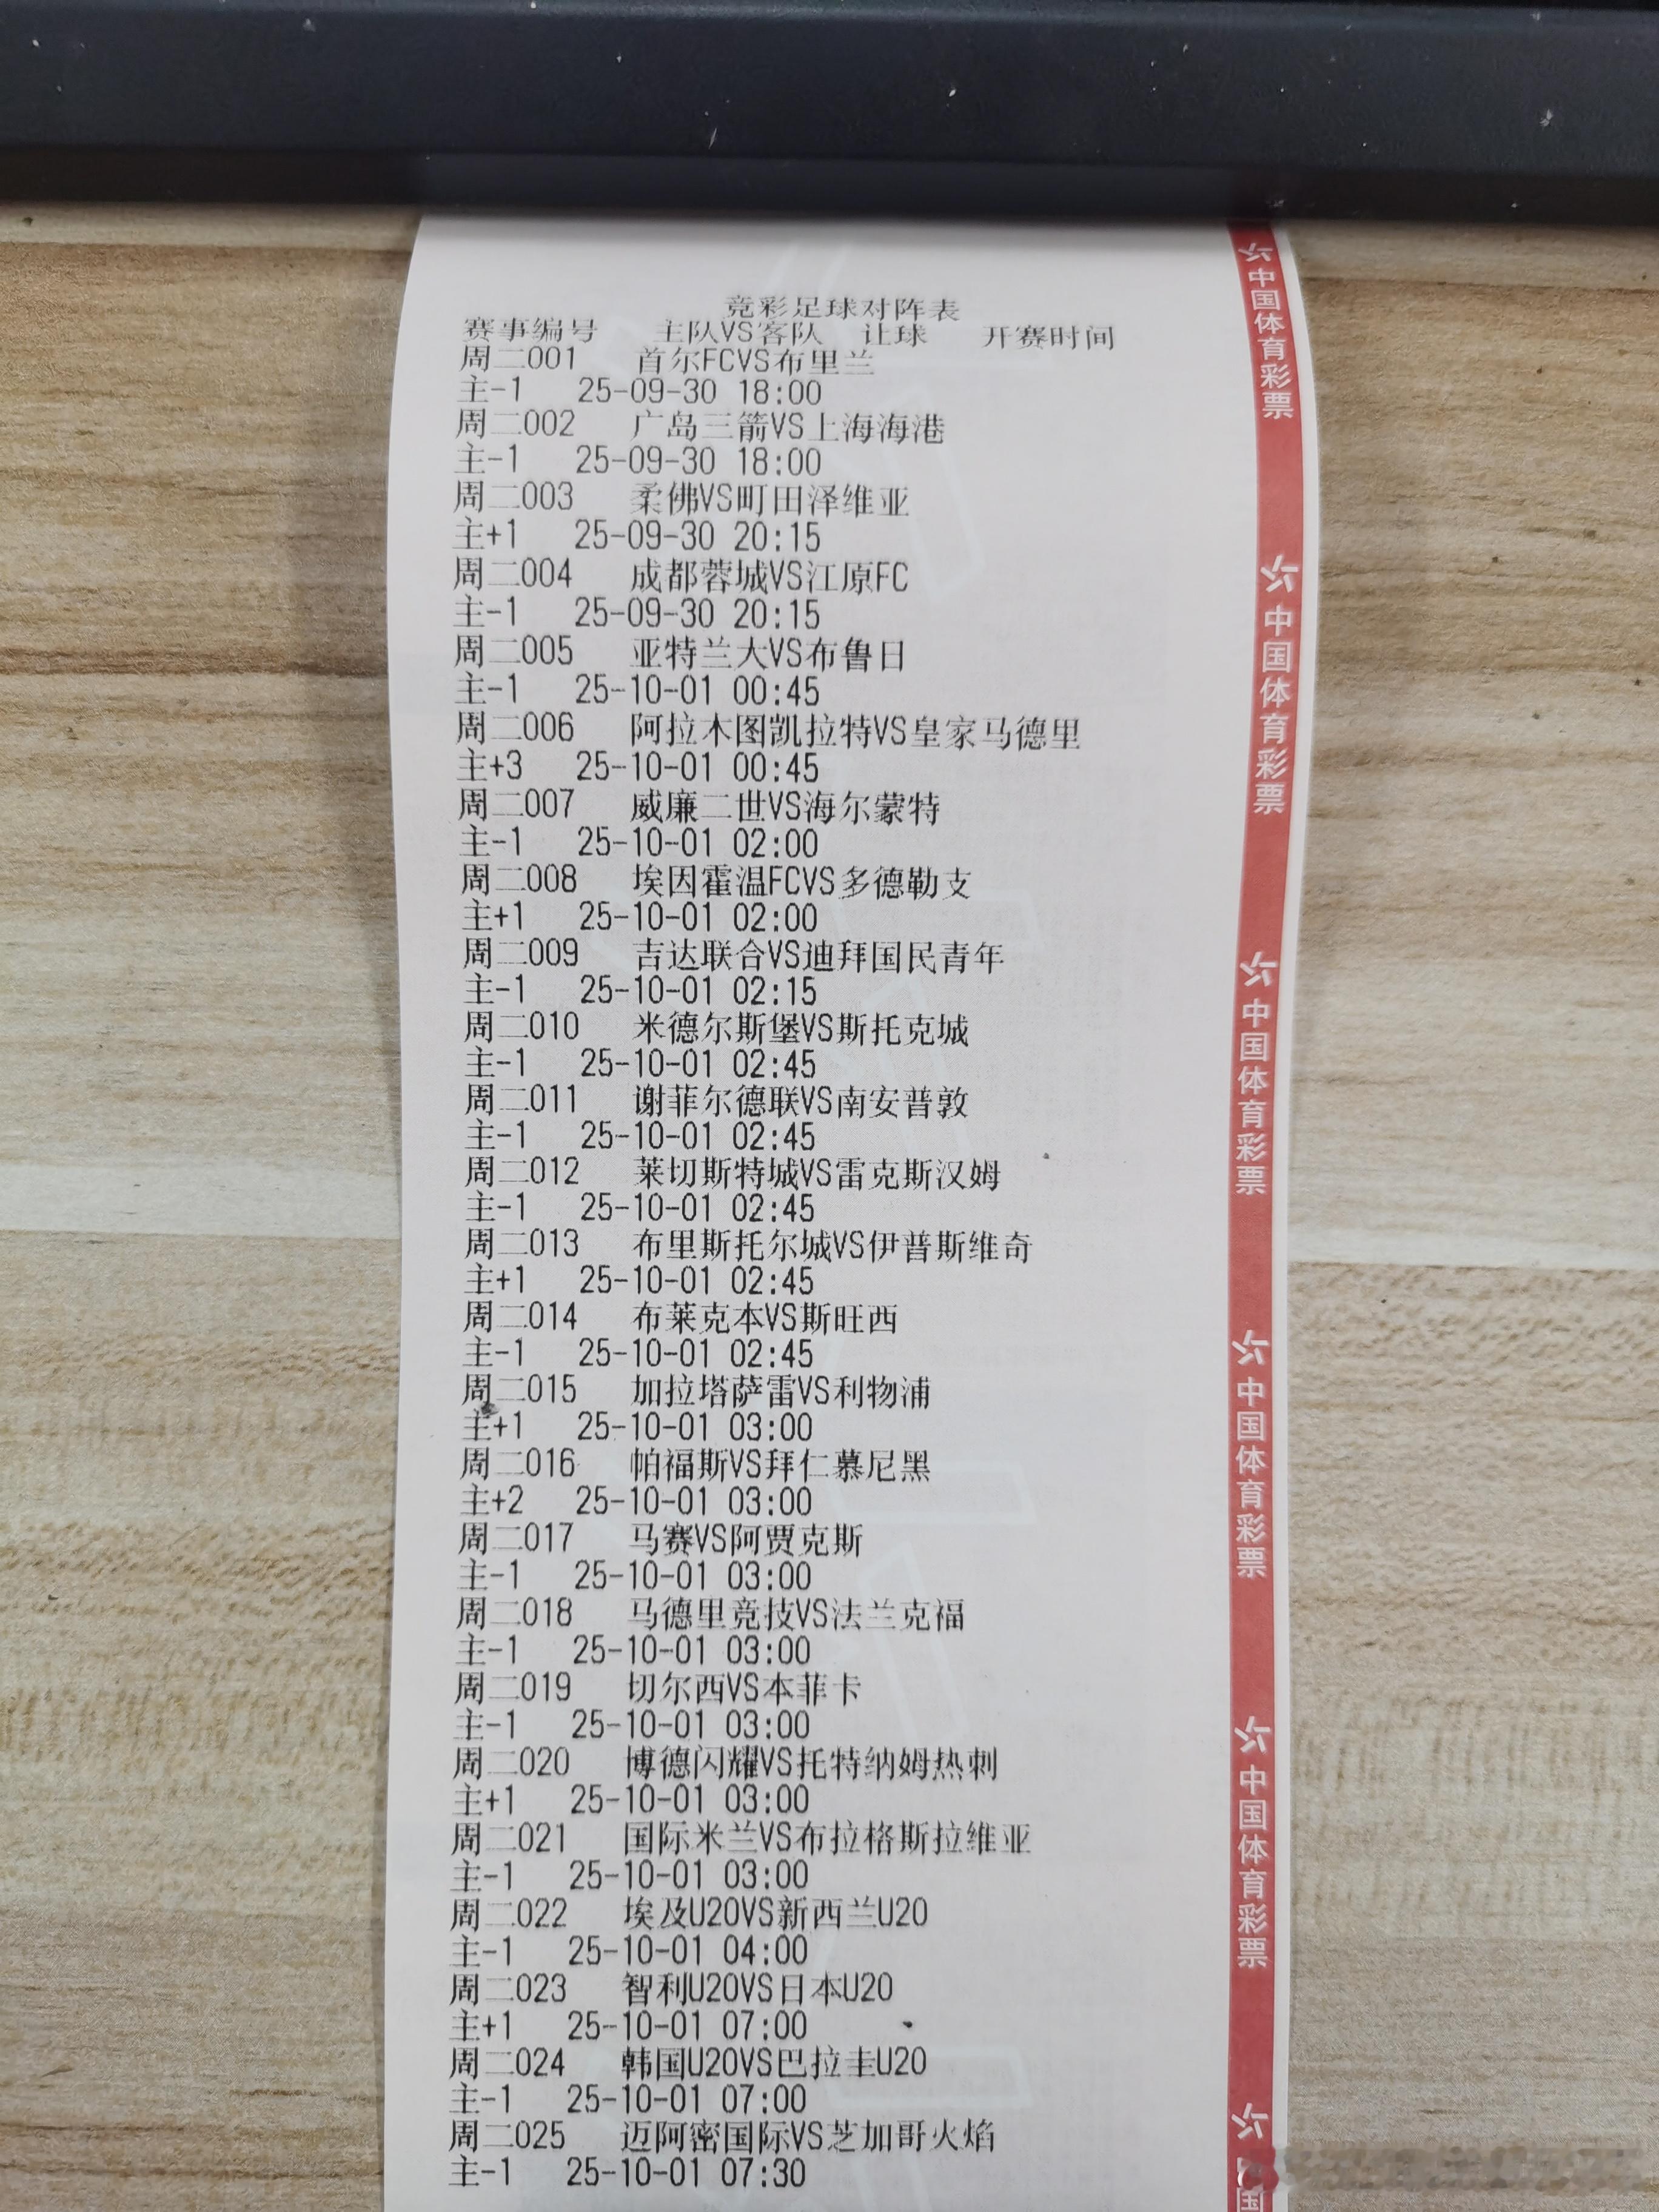 竞彩足球对阵表
赛事编号 主队VS客队 让球 开赛时间
周二001 首尔FCVS布里兰
主-1 25-09-30 18:00
周二002 广岛三箭VS上海海港
主-1 25-09-30 18:00
周二003 柔佛VS町田泽维亚
主+1 25-09-30 20:15
周二004 成都蓉城VS江原FC
主-1 25-09-30 20:15
周二005 亚特兰大VS布鲁日
主-1 25-10-01 00:45
周二006 阿拉木图凯拉特VS皇家马德里
主+3 25-10-01 00:45
周二007 威廉二世VS海尔蒙特
主-1 25-10-01 02:00
周二008 埃因霍温FCVS多德勒支
主+1 25-10-01 02:00
周二009 吉达联合VS迪拜国民青年
主-1 25-10-01 02:15
周二010 米德尔斯堡VS斯托克城
主-1 25-10-01 02:45
周二011 谢菲尔德联VS南安普敦
主-1 25-10-01 02:45
周二012 莱切斯特城VS雷克斯汉姆
主-1 25-10-01 02:45
周二013 布里斯托尔城VS伊普斯维奇
主+1 25-10-01 02:45
周二014 布莱克本VS斯旺西
主-1 25-10-01 02:45
周二015 加拉塔萨雷VS利物浦
主+1 25-10-01 03:00
周二016 帕福斯VS拜仁慕尼黑
主+2 25-10-01 03:00
周二017 马赛VS阿贾克斯
主-1 25-10-01 03:00
周二018 马德里竞技VS法兰克福
主-1 25-10-01 03:00
周二019 切尔西VS本菲卡
主-1 25-10-01 03:00
周二020 博德闪耀VS托特纳姆热刺
主+1 25-10-01 03:00
周二021 国际米兰VS布拉格斯拉维亚
主-1 25-10-01 03:00
周二022 埃及U20VS新西兰U20
主-1 25-10-01 04:00
周二023 智利U20VS日本U20
主+1 25-10-01 07:00
周二024 韩国U20VS巴拉圭U20
主-1 25-10-01 07:00
周二025 迈阿密国际VS芝加哥火焰
主-1 25-10-01 07:30
中国体育彩票
中国体育彩票
中国体育彩票
中国体育彩票
中国体育彩票
国